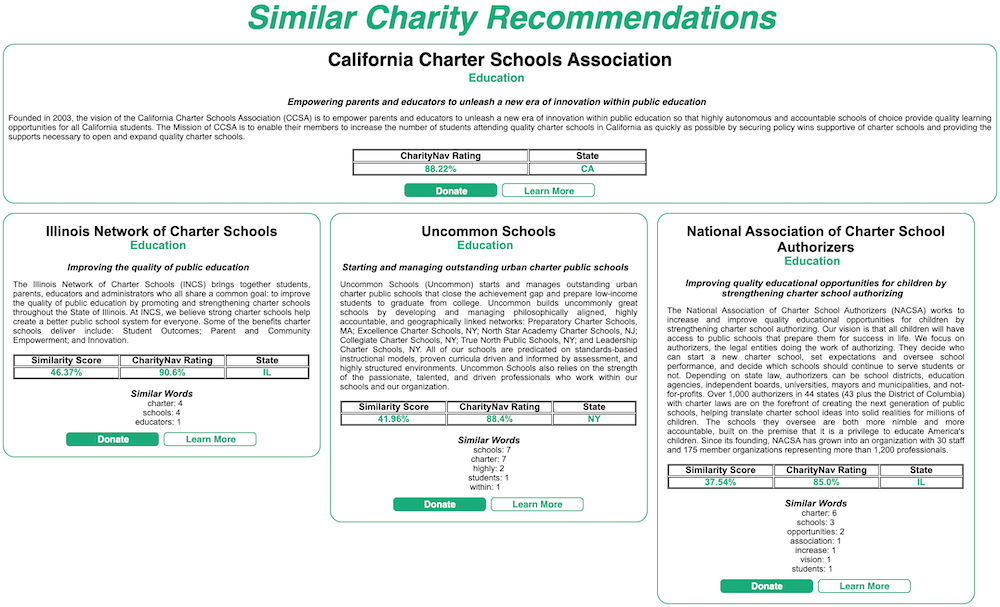 Similar Charity Recommendations
California Charter Schools Association
Education
Empowering parents and educators to unleash a new era of innovation within public education
Founded in 2003, the vision of the California Charter Schools Association (CCSA) is to empower parents and educators to unleash a new era of innovation within public education so that highly autonomous and accountable schools of choice provide quality learning
opportunities for all California students. The Mission of CCSA is to enable their members to increase the number of students attending quality charter schools in California as quickly as possible by securing policy wins supportive of charter schools and providing the
supports necessary to open and expand quality charter schools.
CharityNav Rating State
88.22% CA
Donate Learn More
Illinois Network of Charter Schools
Education
Improving the quality of public education
The Illinois Network of Charter Schools (INCS) brings together students,
parents, educators and administrators who all share a common goal: to improve
the quality of public education by promoting and strengthening charter schools
throughout the State of Illinois. At INCS, we believe strong charter schools help
create a better public school system for everyone. Some of the benefits charter
schools deliver include: Student Outcomes; Parent and Community
Empowerment; and Innovation.
Similarity Score CharityNav Rating State
46.37% 90.6% IL
Similar Words
charter: 4
schools: 4
educators: 1
Donate Learn More
Uncommon Schools
Education
Starting and managing outstanding urban charter public schools
Uncommon Schools (Uncommon) starts and manages outstanding urban
charter public schools that close the achievement gap and prepare low-income
students to graduate from college. Uncommon builds uncommonly great
schools by developing and managing philosophically aligned, highly
accountable, and geographically linked networks: Preparatory Charter Schools,
MA; Excellence Charter Schools, NY; North Star Academy Charter Schools, NJ;
Collegiate Charter Schools, NY; True North Public Schools, NY; and Leadership
Charter Schools, NY. All of our schools are predicated on standards-based
instructional models, proven curricula driven and informed by assessment, and
highly structured environments. Uncommon Schools also relies on the strength
of the passionate, talented, and driven professionals who work within our
schools and our organization.
Similarity Score CharityNav Rating State
41.96% 88.4% NY
Similar Words
schools: 7
charter: 7
highly: 2
students: 1
within: 1
Donate Learn More
National Association of Charter School
Authorizers
Education
Improving quality educational opportunities for children by
strengthening charter school authorizing
The National Association of Charter School Authorizers (NACSA) works to
increase and improve quality educational opportunities for children by
strengthening charter school authorizing. Our vision is that all children will have
access to public schools that prepare them for success in life. We focus on
authorizers, the legal entities doing the work of authorizing. They decide who
can start a new charter school, set expectations and oversee school
performance, and decide which schools should continue to serve students or
not. Depending on state law, authorizers can be school districts, education
agencies, independent boards, universities, mayors and municipalities, and not-
for-profits. Over 1,000 authorizers in 44 states (43 plus the District of Columbia)
with charter laws are on the forefront of creating the next generation of public
schools, helping translate charter school ideas into solid realities for millions of
children. The schools they oversee are both more nimble and more
accountable, built on the premise that it is a privilege to educate America's
children. Since its founding, NACSA has grown into an organization with 30 staff
and 175 member organizations representing more than 1,200 professionals.
Similarity Score CharityNav Rating State
37.54% 85.0% IL
Similar Words
charter: 6
schools: 3
opportunities: 2
association: 1
increase: 1
vision: 1
students: 1
Donate Learn More